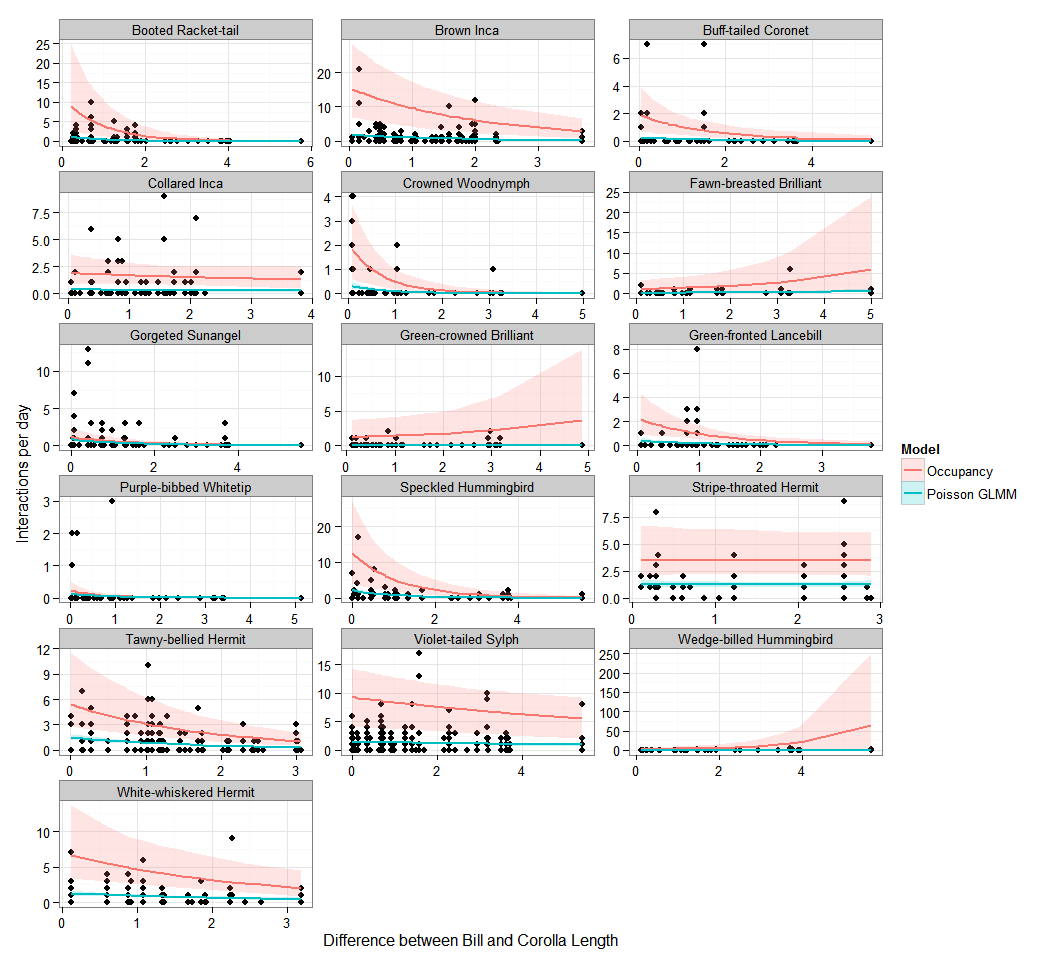 Booted Racket-tail Brown Inca Buff-tailed Coronet
25 20 15 10 5 0
20 10 0
6 4 2 0
0 2 4 6
0 1 2 3
0 2 4
Collared Inca Crowned Woodnymph Fawn-breasted Brilliant
7.5 5.0 2.5 0.0
4 3 2 1 0
25 20 15 10 5 0
0 1 2 3 4
0 1 2 3 4 5
0 1 2 3 4 5
Gorgeted Sunangel Green-crowned Brilliant Green-fronted Lancebill
10 5 0
10 5 0
8 6 4 2 0
0 2 4
0 1 2 3 4 5
0 1 2 3
Interactions per day
Model
Occupancy
Poisson GLMM
Purple-bibbed Whitetip Speckled Hummingbird Stripe-throated Hermit
3 2 1 0
20 10 0
7.5 5.0 2.5 0.0
0 1 2 3 4 5
0 2 4
0 1 2 3
Tawny-bellied Hermit Violet-tailed Sylph Wedge-billed Hummingbird
12 9 6 3 0
15 10 5 0
250 200 150 100 50 0
0 1 2 3
0 2 4
0 2 4
White-whiskered Hermit
10 5 0
0 1 2 3
Difference between Bill and Corolla Length